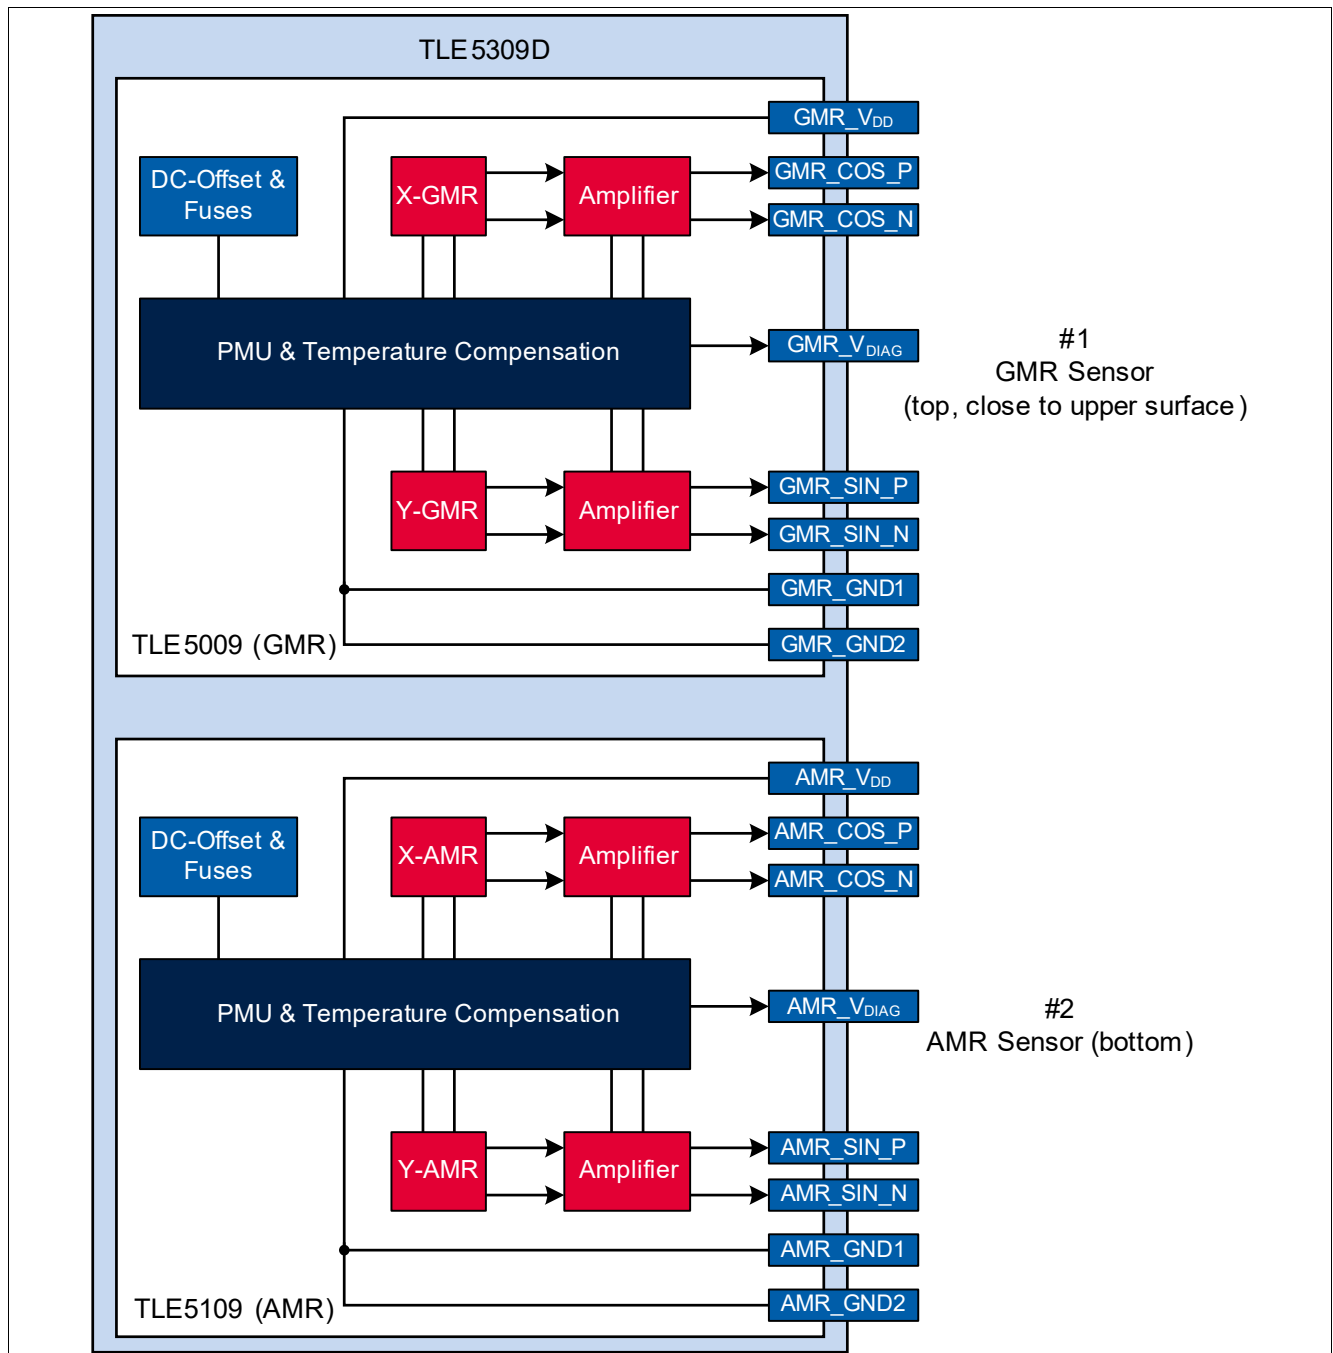 TLE5309D
GMR_VDD
DC-Offset &
Fuses
X-GMR
Amplifier
GMR_COS_P
GMR_COS_N
PMU & Temperature Compensation
GMR_VDIAG
#1
GMR Sensor
(top, close to upper surface)
Y-GMR
Amplifier
GMR_SIN_P
GMR_SIN_N
GMR_GND1
TLE5009 (GMR)
GMR_GND2
AMR_VDD
DC-Offset &
Fuses
X-AMR
Amplifier
AMR_COS_P
AMR_COS_N
PMU & Temperature Compensation
AMR_VDIAG
#2
AMR Sensor (bottom)
Y-AMR
Amplifier
AMR_SIN_P
AMR_SIN_N
AMR_GND1
TLE5109 (AMR)
AMR_GND2